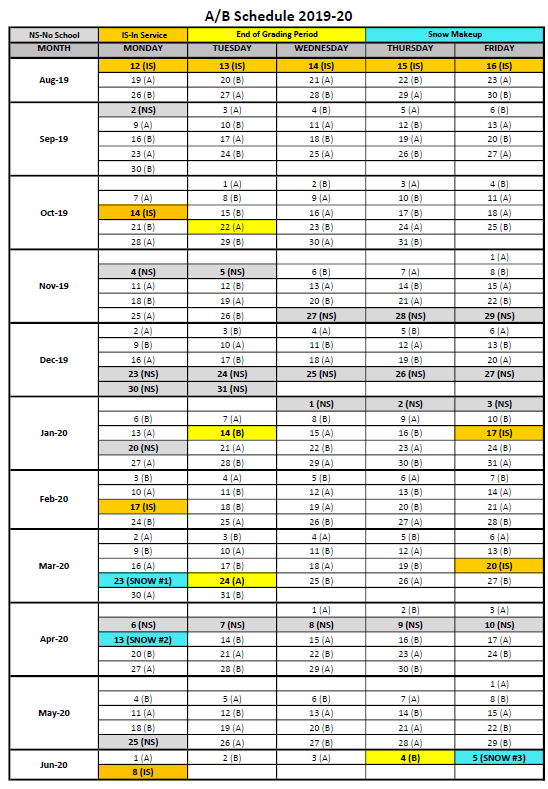 A/B Schedule 2019-20
NS-No School IS-In Service End of Grading Period Snow Makeup
MONTH MONDAY TUESDAY WEDNESDAY THURSDAY FRIDAY
12 (IS) 13 (IS) 14 (IS) 15 (IS) 16 (IS)
Aug-19 19 (A) 20 (B) 21 (A) 22 (B) 23 (A)
26 (B) 27 (A) 28 (B) 29 (A) 30 (B)
2 (NS) 3 (A) 4 (B) 5 (A) 6 (B)
9 (A) 10 (B) 11 (A) 12 (B) 13 (A)
Sep-19 16 (B) 17 (A) 18 (B) 19 (A) 20 (B)
23 (A) 24 (B) 25 (A) 26 (B) 27 (A)
30 (B)
1 (A) 2 (B) 3 (A) 4 (B)
7 (A) 8 (B) 9 (A) 10 (B) 11 (A)
Oct-19 14 (IS) 15 (B) 16 (A) 17 (B) 18 (A)
21 (B) 22 (A) 23 (B) 24 (A) 25 (B)
28 (A) 29 (B) 30 (A) 31 (B)
1 (A)
4 (NS) 5 (NS) 6 (B) 7 (A) 8 (B)
Nov-19 11 (A) 12 (B) 13 (A) 14 (B) 15 (A)
18 (B) 19 (A) 20 (B) 21 (A) 22 (B)
25 (A) 26 (B) 27 (NS) 28 (NS) 29 (NS)
2 (A) 3 (B) 4 (A) 5 (B) 6 (A)
9 (B) 10 (A) 11 (B) 12 (A) 13 (B)
Dec-19 16 (A) 17 (B) 18 (A) 19 (B) 20 (A)
23 (NS) 24 (NS) 25 (NS) 26 (NS) 27 (NS)
30 (NS) 31 (NS)
1 (NS) 2 (NS) 3 (NS)
6 (B) 7 (A) 8 (B) 9 (A) 10 (B)
Jan-20 13 (A) 14 (B) 15 (A) 16 (B) 17 (IS)
20 (NS) 21 (A) 22 (B) 23 (A) 24 (B)
27 (A) 28 (B) 29 (A) 30 (B) 31 (A)
3 (B) 4 (A) 5 (B) 6 (A) 7 (B)
Feb-20 10 (A) 11 (B) 12 (A) 13 (B) 14 (A)
17 (IS) 18 (B) 19 (A) 20 (B) 21 (A)
24 (B) 25 (A) 26 (B) 27 (A) 28 (B)
2 (A) 3 (B) 4 (A) 5 (B) 6 (A)
9 (B) 10 (A) 11 (B) 12 (A) 13 (B)
Mar-20 16 (A) 17 (B) 18 (A) 19 (B) 20 (IS)
23 (SNOW #1) 24 (A) 25 (B) 26 (A) 27 (B)
30 (A) 31 (B)
1 (A) 2 (B) 3 (A)
6 (NS) 7 (NS) 8 (NS) 9 (NS) 10 (NS)
Apr-20 13 (SNOW #2) 14 (B) 15 (A) 16 (B) 17 (A)
20 (B) 21 (A) 22 (B) 23 (A) 24 (B)
27 (A) 28 (B) 29 (A) 30 (B)
1 (A)
4 (B) 5 (A) 6 (B) 7 (A) 8 (B)
May-20 11 (A) 12 (B) 13 (A) 14 (B) 15 (A)
18 (B) 19 (A) 20 (B) 21 (A) 22 (B)
25 (NS) 26 (A) 27 (B) 28 (A) 29 (B)
Jun-20 1 (A) 2 (B) 3 (A) 4 (B) 5 (SNOW #3)
8 (IS)